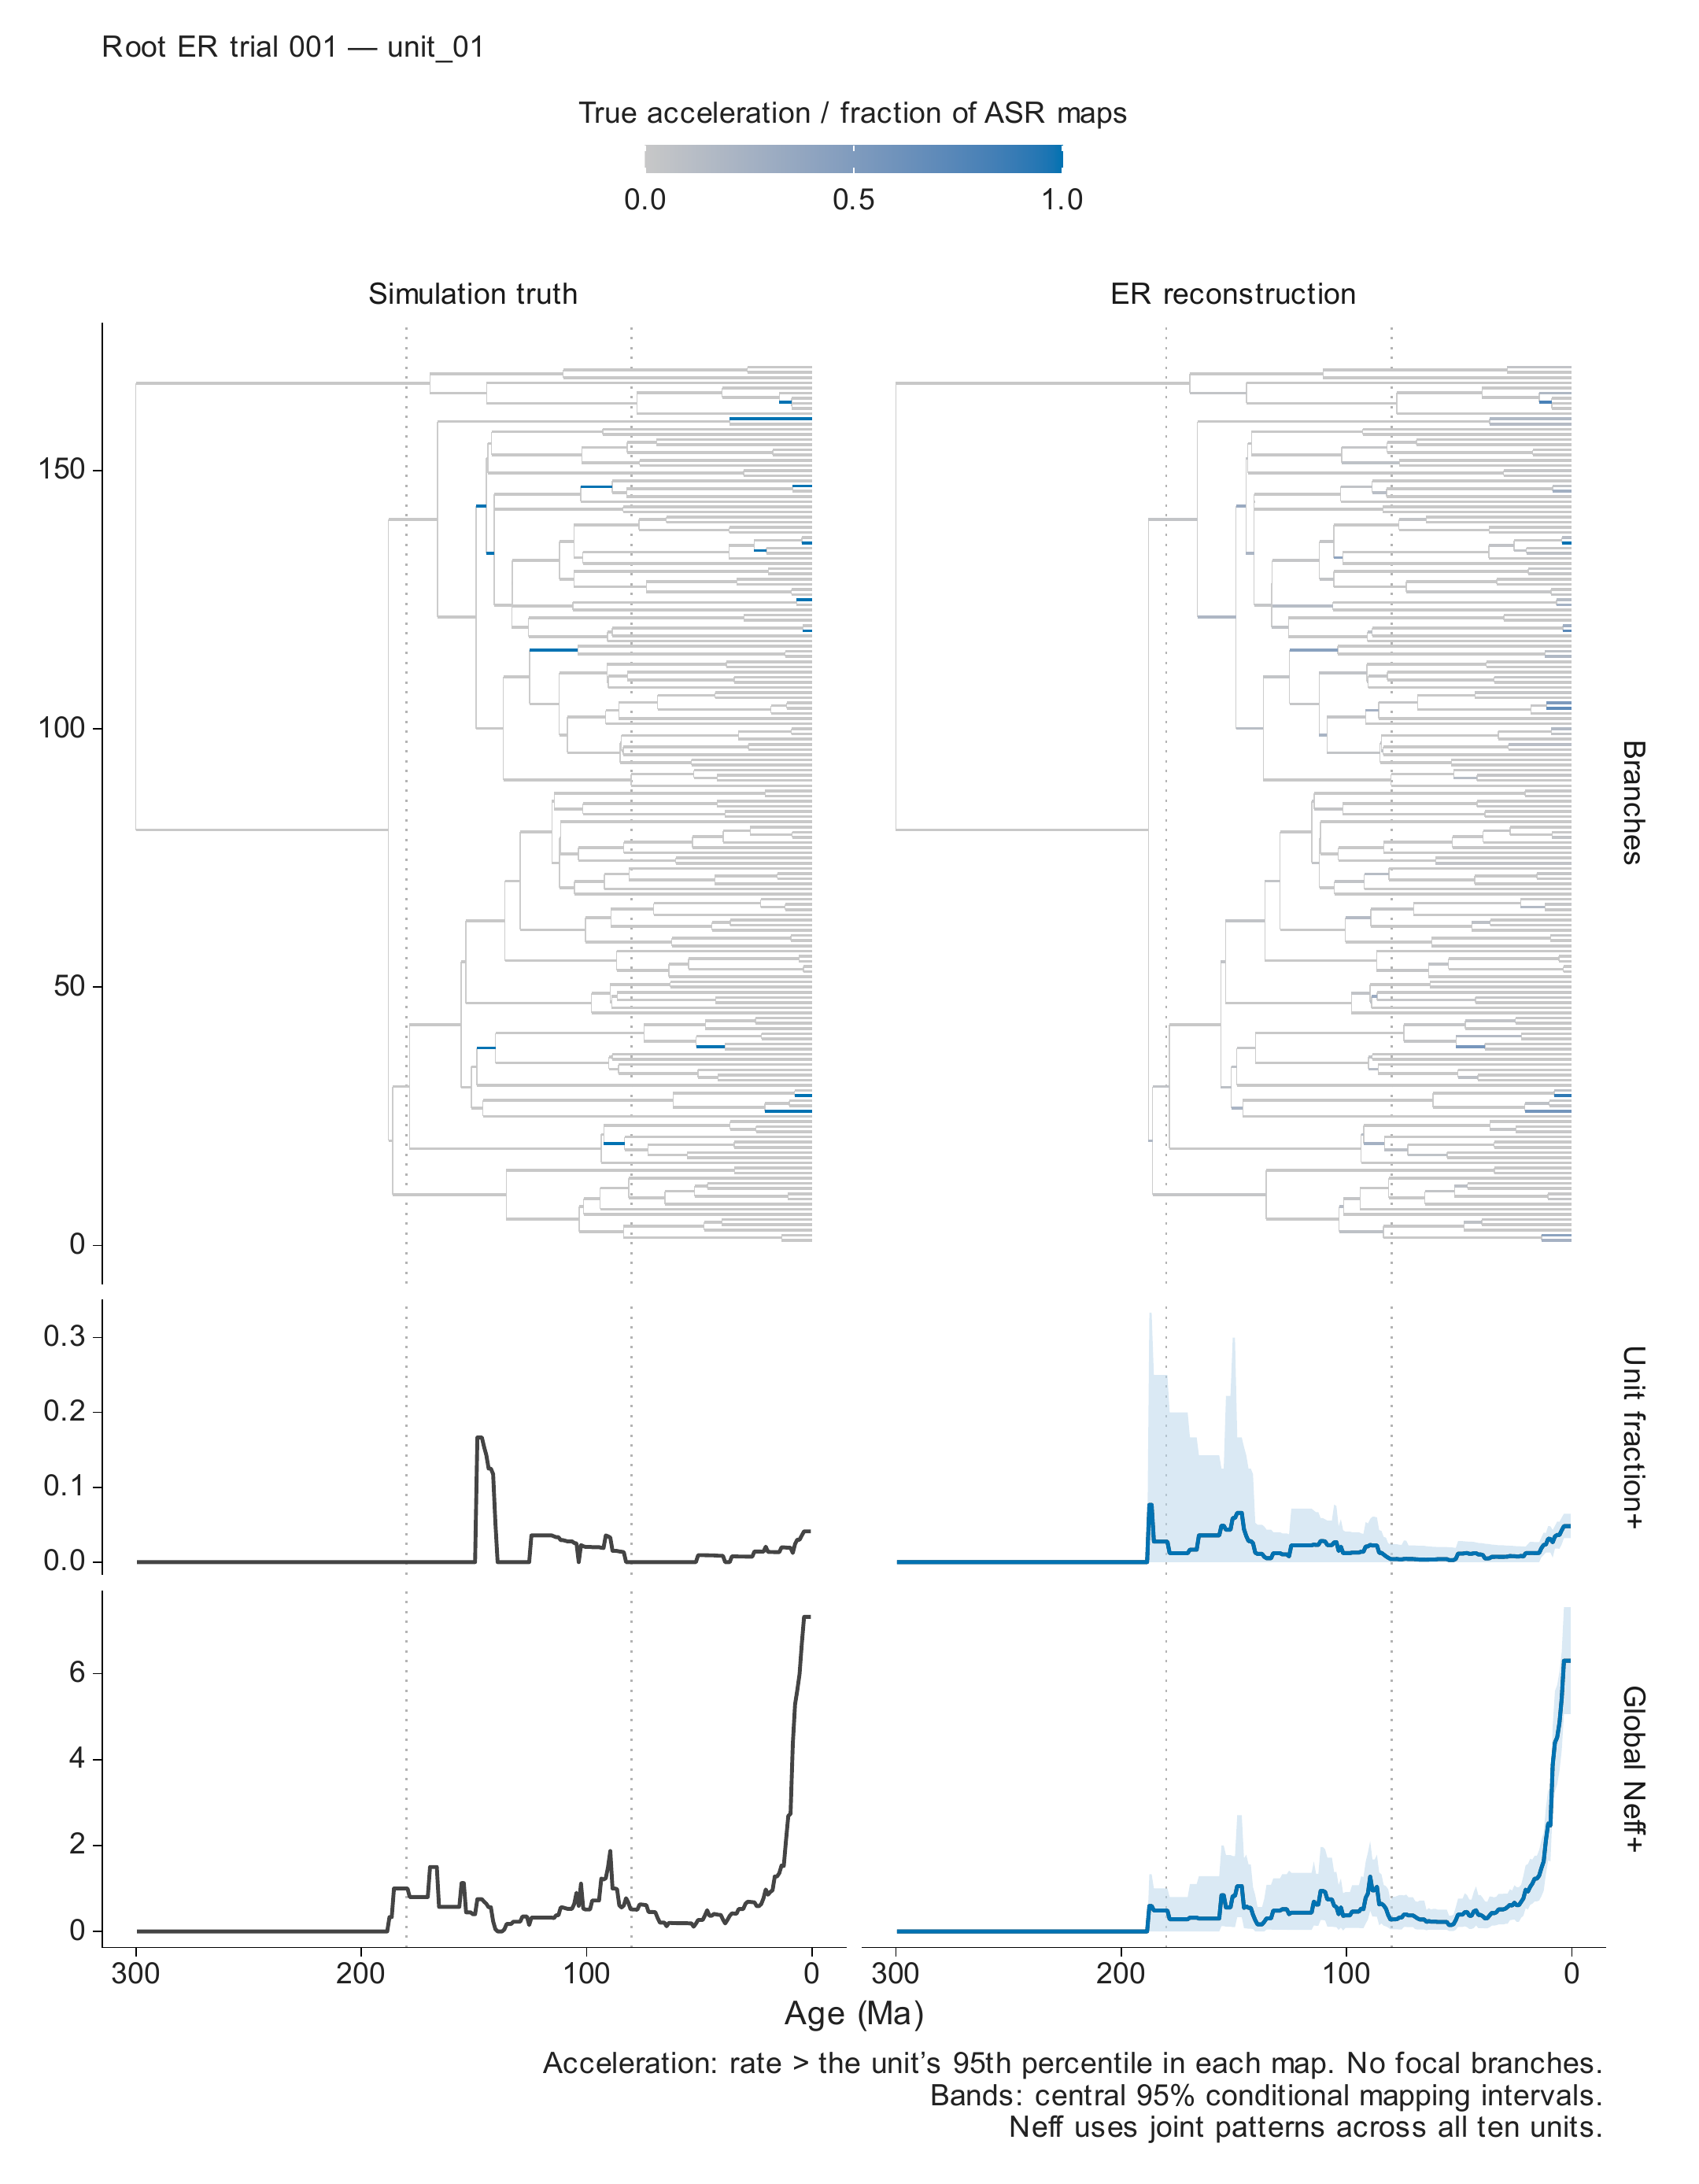 Root ER trial 001 — unit_01
True acceleration / fraction of ASR maps
0.0 0.5 1.0
Simulation truth
ER reconstruction
150
100
50
0
Branches
0.3
0.2
0.1
0.0
Unit fraction+
6
4
2
0
Global Neff+
300 200 100 0 300 200 100 0
Age (Ma)
Acceleration: rate > the unit’s 95th percentile in each map. No focal branches.
Bands: central 95% conditional mapping intervals.
Neff uses joint patterns across all ten units.